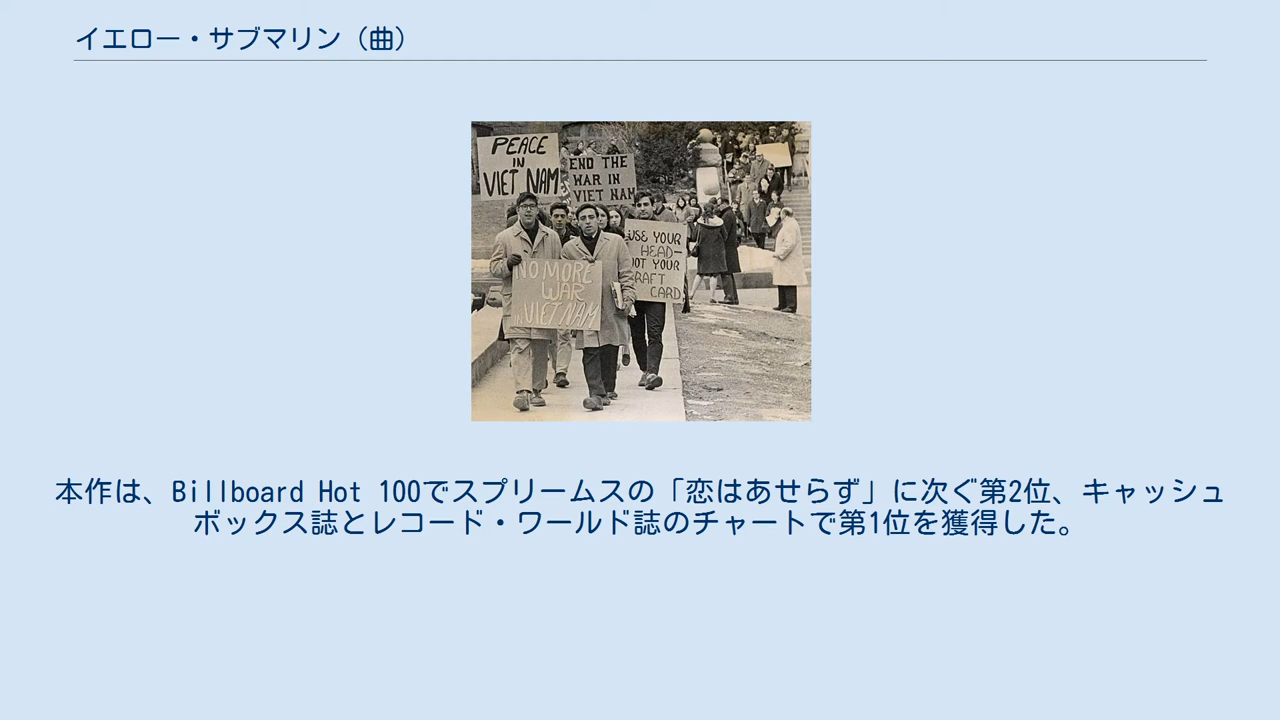 イエロー・サブマリン（曲）
PEACE
IN
VIET NAM
END THE
WAR IN
VIET NAM
USE YOUR
HEAD-
NOT YOUR
DRAFT
CARD
NO MORE
WAR
IN VIET NAM
本作は、Billboard Hot 100でスプリームスの「恋はあせらず」に次ぐ第2位、キャッシュ
ボックス誌とレコード・ワールド誌のチャートで第1位を獲得した。